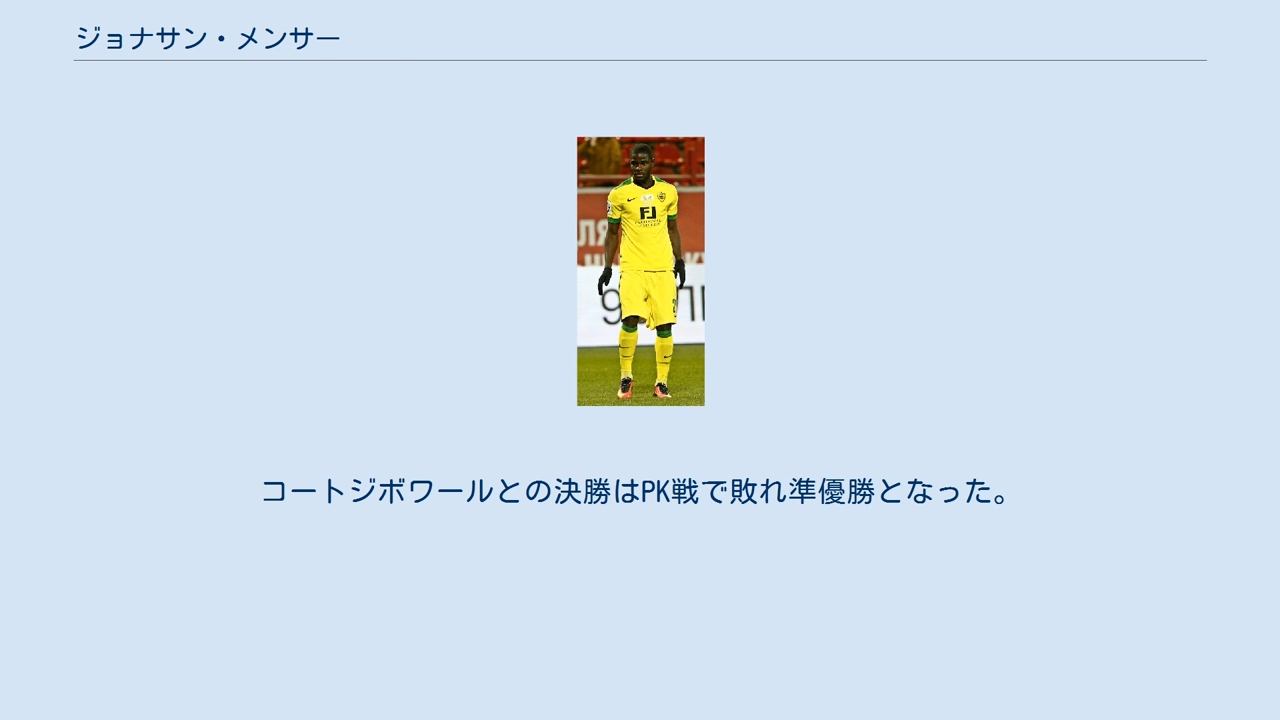 ジョナサン・メンサー
FJ
コートジボワールとの決勝はPK戦で敗れ準優勝となった。